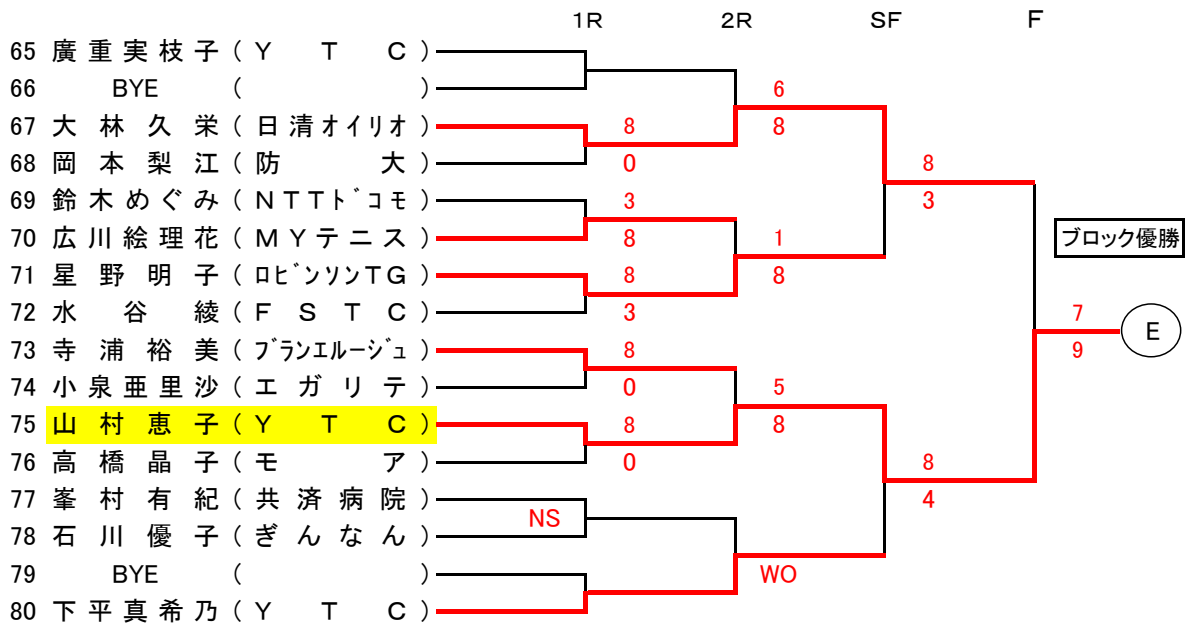 1R 2R SF F
65 廣重実枝子(YTC)
66 BYE ( )
6
67 大林久栄(日清オイリオ) 8 8
68 岡本梨江(防大) 0 8
69 鈴木めぐみ(NTTドコモ) 3 3
70 広川絵理花(MYテニス) 8 1 ブロック優勝
71 星野明子(ロビンソンTG) 8 8
72 水谷綾(FSTC) 3 7
E
73 寺浦裕美(ブランエルージュ) 8 9
74 小泉亜里沙(エガリテ) 0 5
75 山村恵子(YTC) 8 8
76 高橋晶子(モア) 0 8
77 峯村有紀(共済病院) 4
NS
78 石川優子(ぎんなん)
79 BYE ( ) WO
80 下平真希乃(YTC)